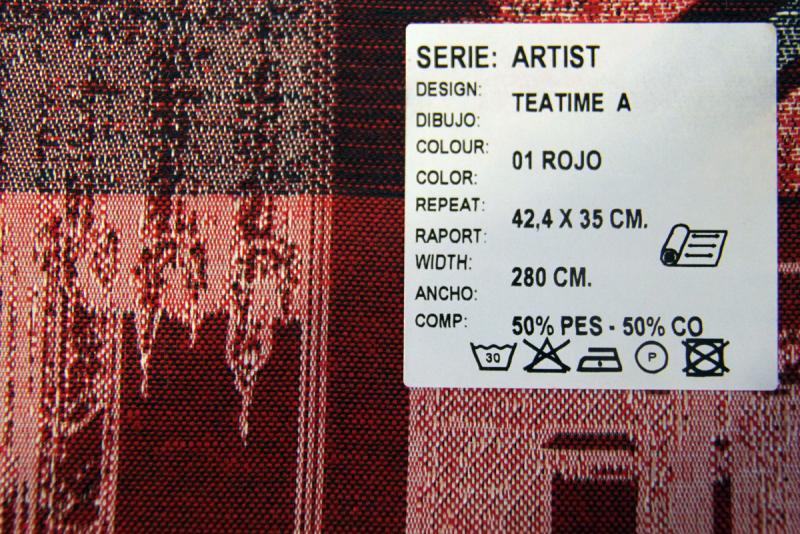 SERIE: ARTIST
DESIGN:
TEATIME A
DIBUJO:
COLOUR:
01 ROJO
COLOR:
REPEAT:
42,4 X 35 CM.
RAPORT:
WIDTH:
280 CM.
ANCHO:
COMP: 50% PES - 50% CO
30
P